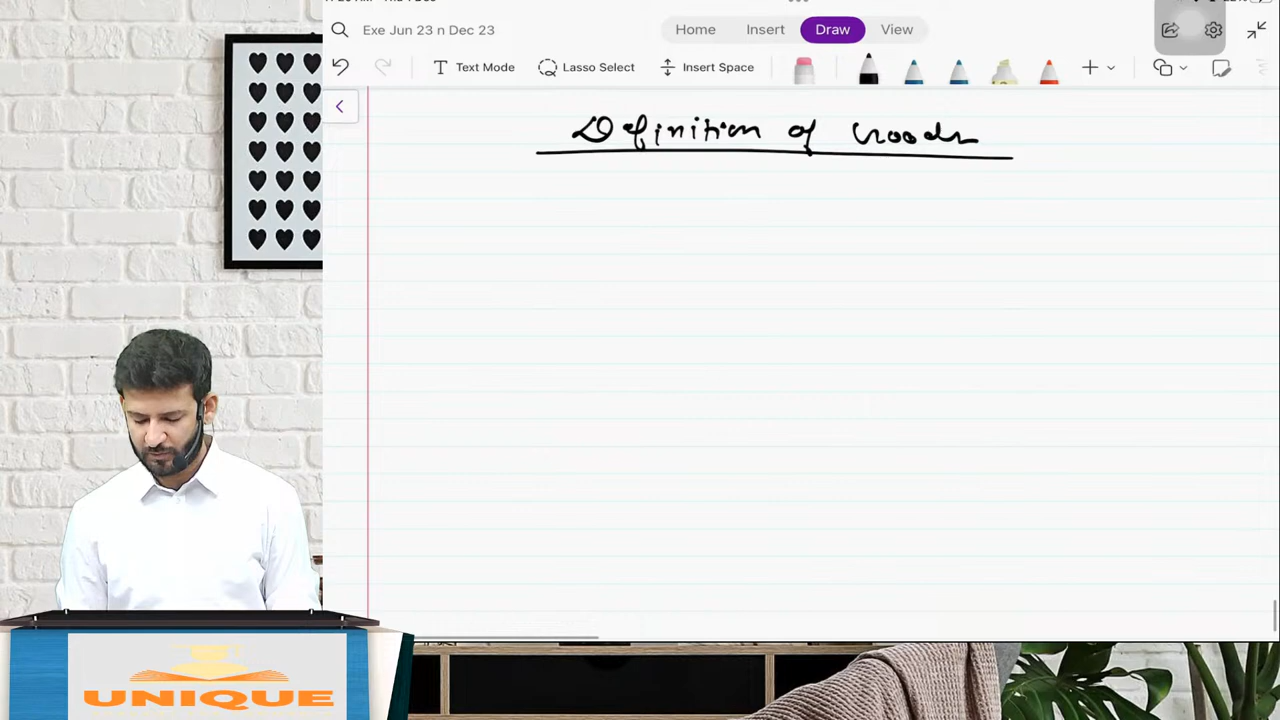 Exe Jun 23 n Dec 23
Home Insert Draw View
Text Mode Lasso Select Insert Space
Definition of Goods
UNIQUE